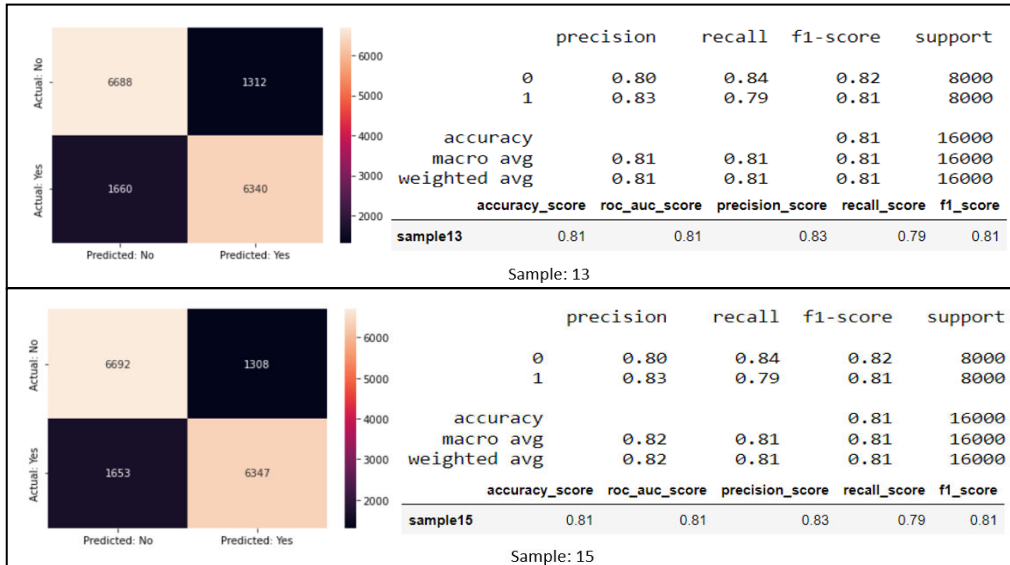 precision recall f1-score support
6000
Actual: No
6688 1312
0 0.80 0.84 0.82 8000
1 0.83 0.79 0.81 8000
5000
4000
accuracy 0.81 16000
macro avg 0.81 0.81 0.81 16000
weighted avg 0.81 0.81 0.81 16000
3000
Actual: Yes
1660 6340
accuracy_score roc_auc_score precision_score recall_score f1_score
2000
sample13 0.81 0.81 0.83 0.79 0.81
Predicted: No Predicted: Yes
Sample: 13
precision recall f1-score support
6000
Actual: No
6692 1308
0 0.80 0.84 0.82 8000
1 0.83 0.79 0.81 8000
5000
4000
accuracy 0.81 16000
macro avg 0.82 0.81 0.81 16000
weighted avg 0.82 0.81 0.81 16000
3000
Actual: Yes
1653 6347
accuracy_score roc_auc_score precision_score recall_score f1_score
2000
sample15 0.81 0.81 0.83 0.79 0.81
Predicted: No Predicted: Yes
Sample: 15